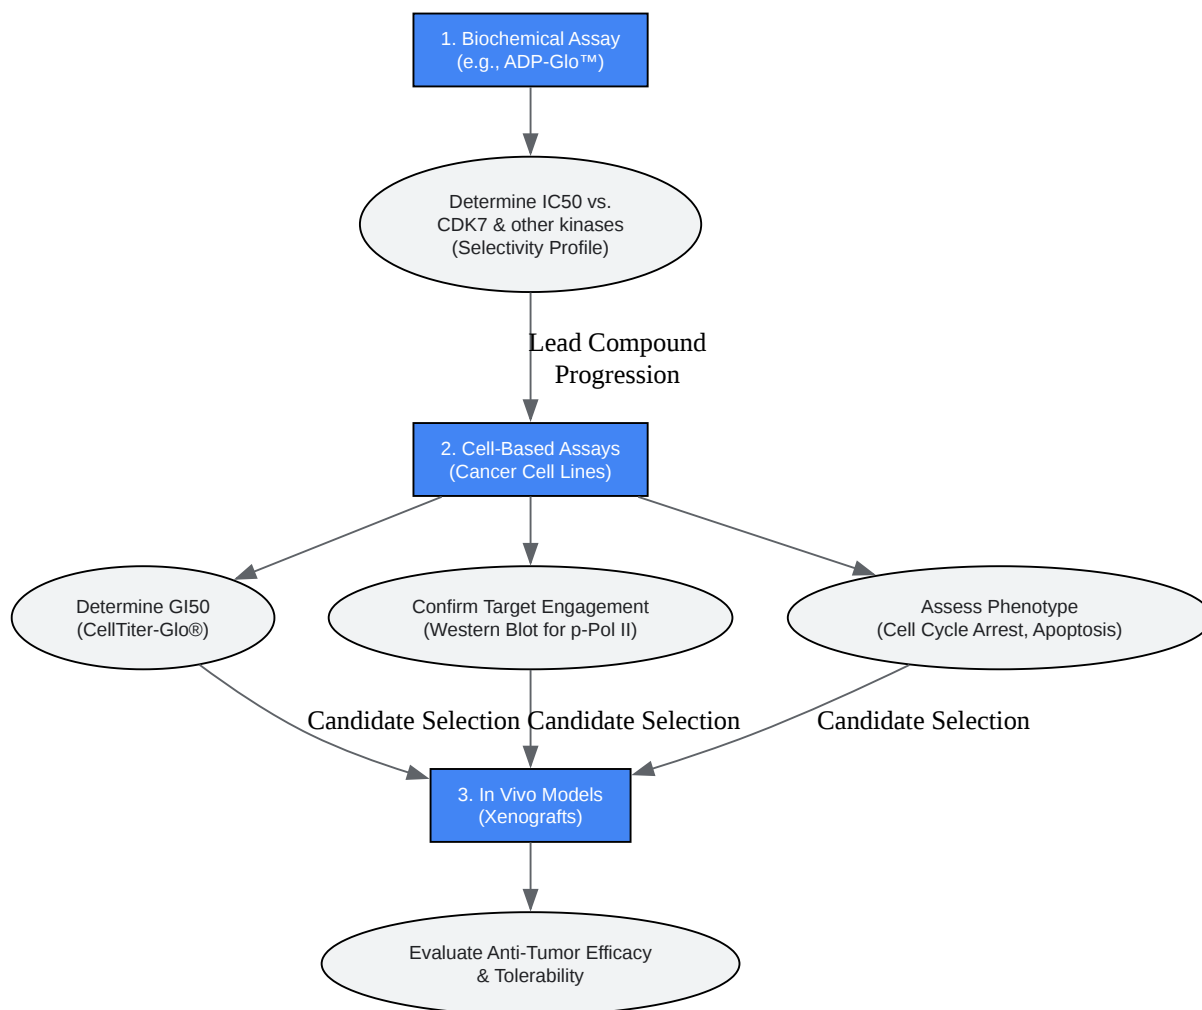 1. Biochemical Assay
(e.g., ADP-Glo™)
Determine IC50 vs.
CDK7 & other kinases
(Selectivity Profile)
Lead Compound
Progression
2. Cell-Based Assays
(Cancer Cell Lines)
Determine GI50
(CellTiter-Glo®)
Confirm Target Engagement
(Western Blot for p-Pol II)
Assess Phenotype
(Cell Cycle Arrest, Apoptosis)
Candidate Selection
Candidate Selection
Candidate Selection
3. In Vivo Models
(Xenografts)
Evaluate Anti-Tumor Efficacy
& Tolerability